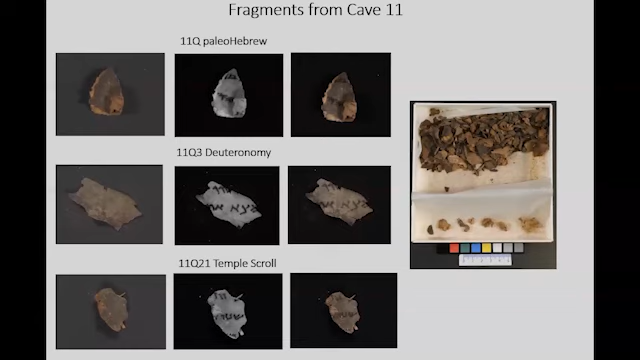 Fragments from Cave 11
11Q paleoHebrew
11Q3 Deuteronomy
11Q21 Temple Scroll